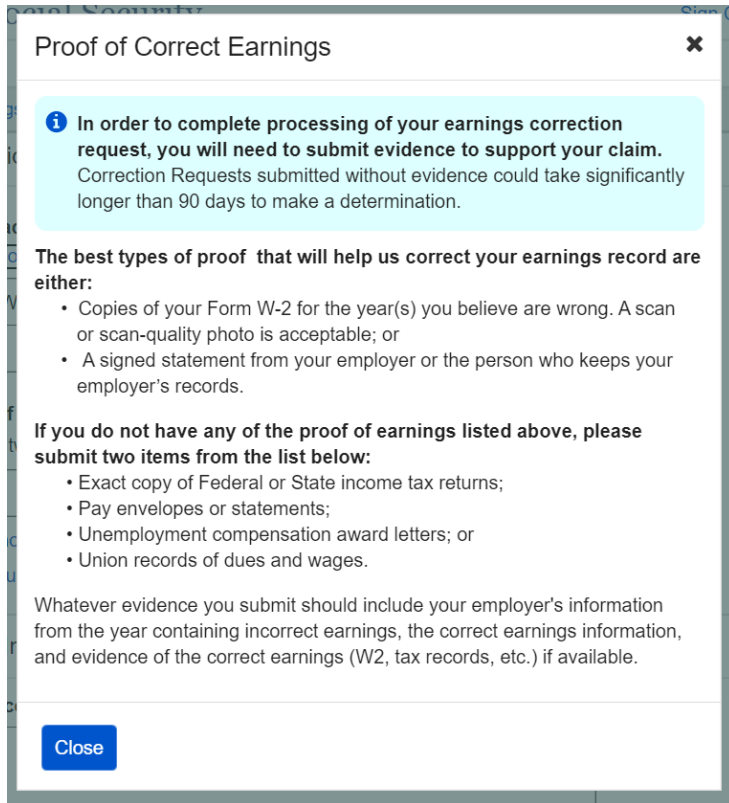 Social Security
Sign
Proof of Correct Earnings
In order to complete processing of your earnings correction
request, you will need to submit evidence to support your claim.
Correction Requests submitted without evidence could take significantly
longer than 90 days to make a determination.
The best types of proof  that will help us correct your earnings record are
either:
• Copies of your Form W-2 for the year(s) you believe are wrong. A scan
or scan-quality photo is acceptable; or
• A signed statement from your employer or the person who keeps your
employer’s records.
If you do not have any of the proof of earnings listed above, please
submit two items from the list below:
• Exact copy of Federal or State income tax returns;
• Pay envelopes or statements;
• Unemployment compensation award letters; or
• Union records of dues and wages.
Whatever evidence you submit should include your employer's information
from the year containing incorrect earnings, the correct earnings information,
and evidence of the correct earnings (W2, tax records, etc.) if available.
Close